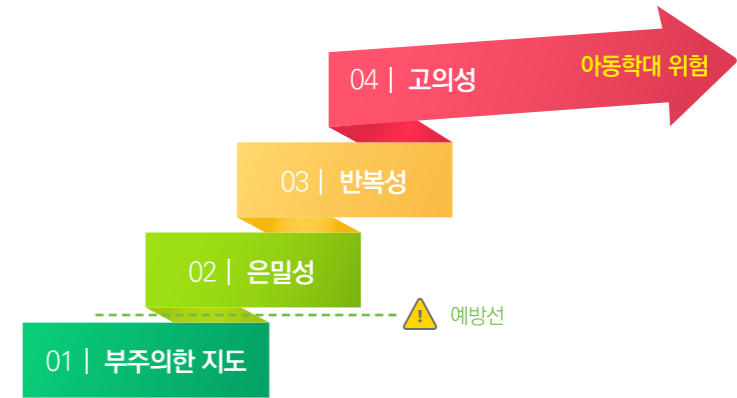 04 | 고의성
아동학대 위험
03 | 반복성
02 | 은밀성
! 예방선
01 | 부주의한 지도